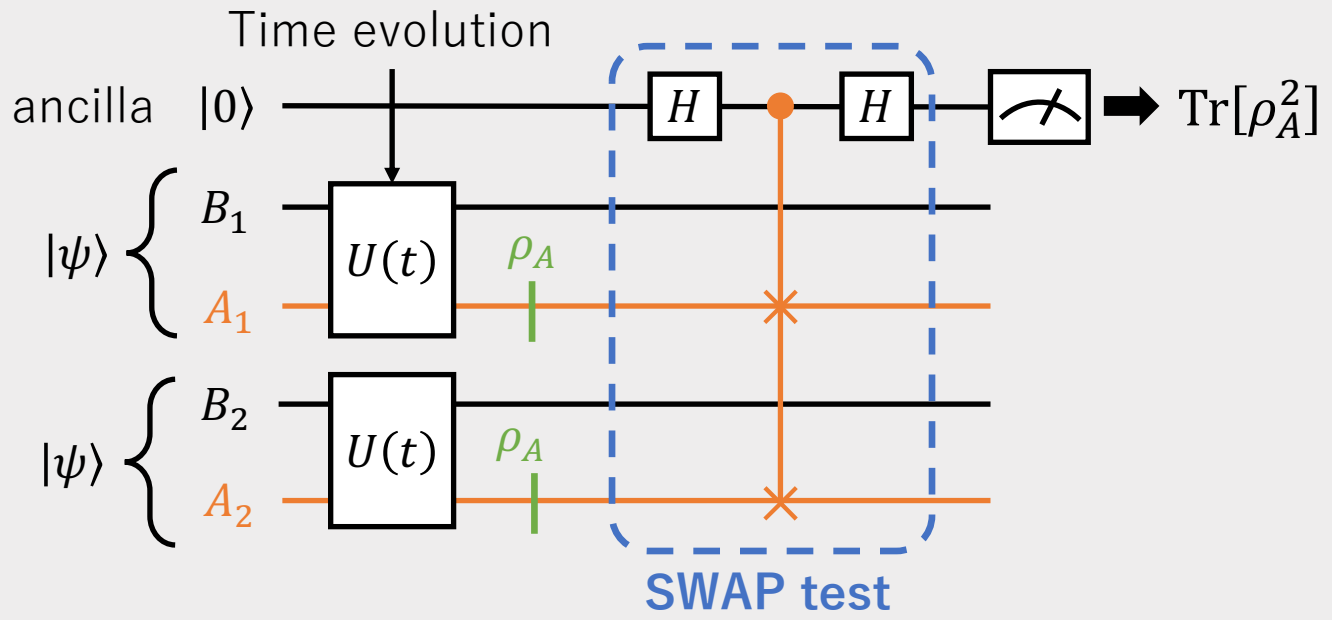 Time evolution
ancilla |0⟩ H H Tr[ρ_A^2]
B_1
|ψ⟩ U(t) ρ_A
A_1
B_2
|ψ⟩ U(t) ρ_A
A_2
SWAP test